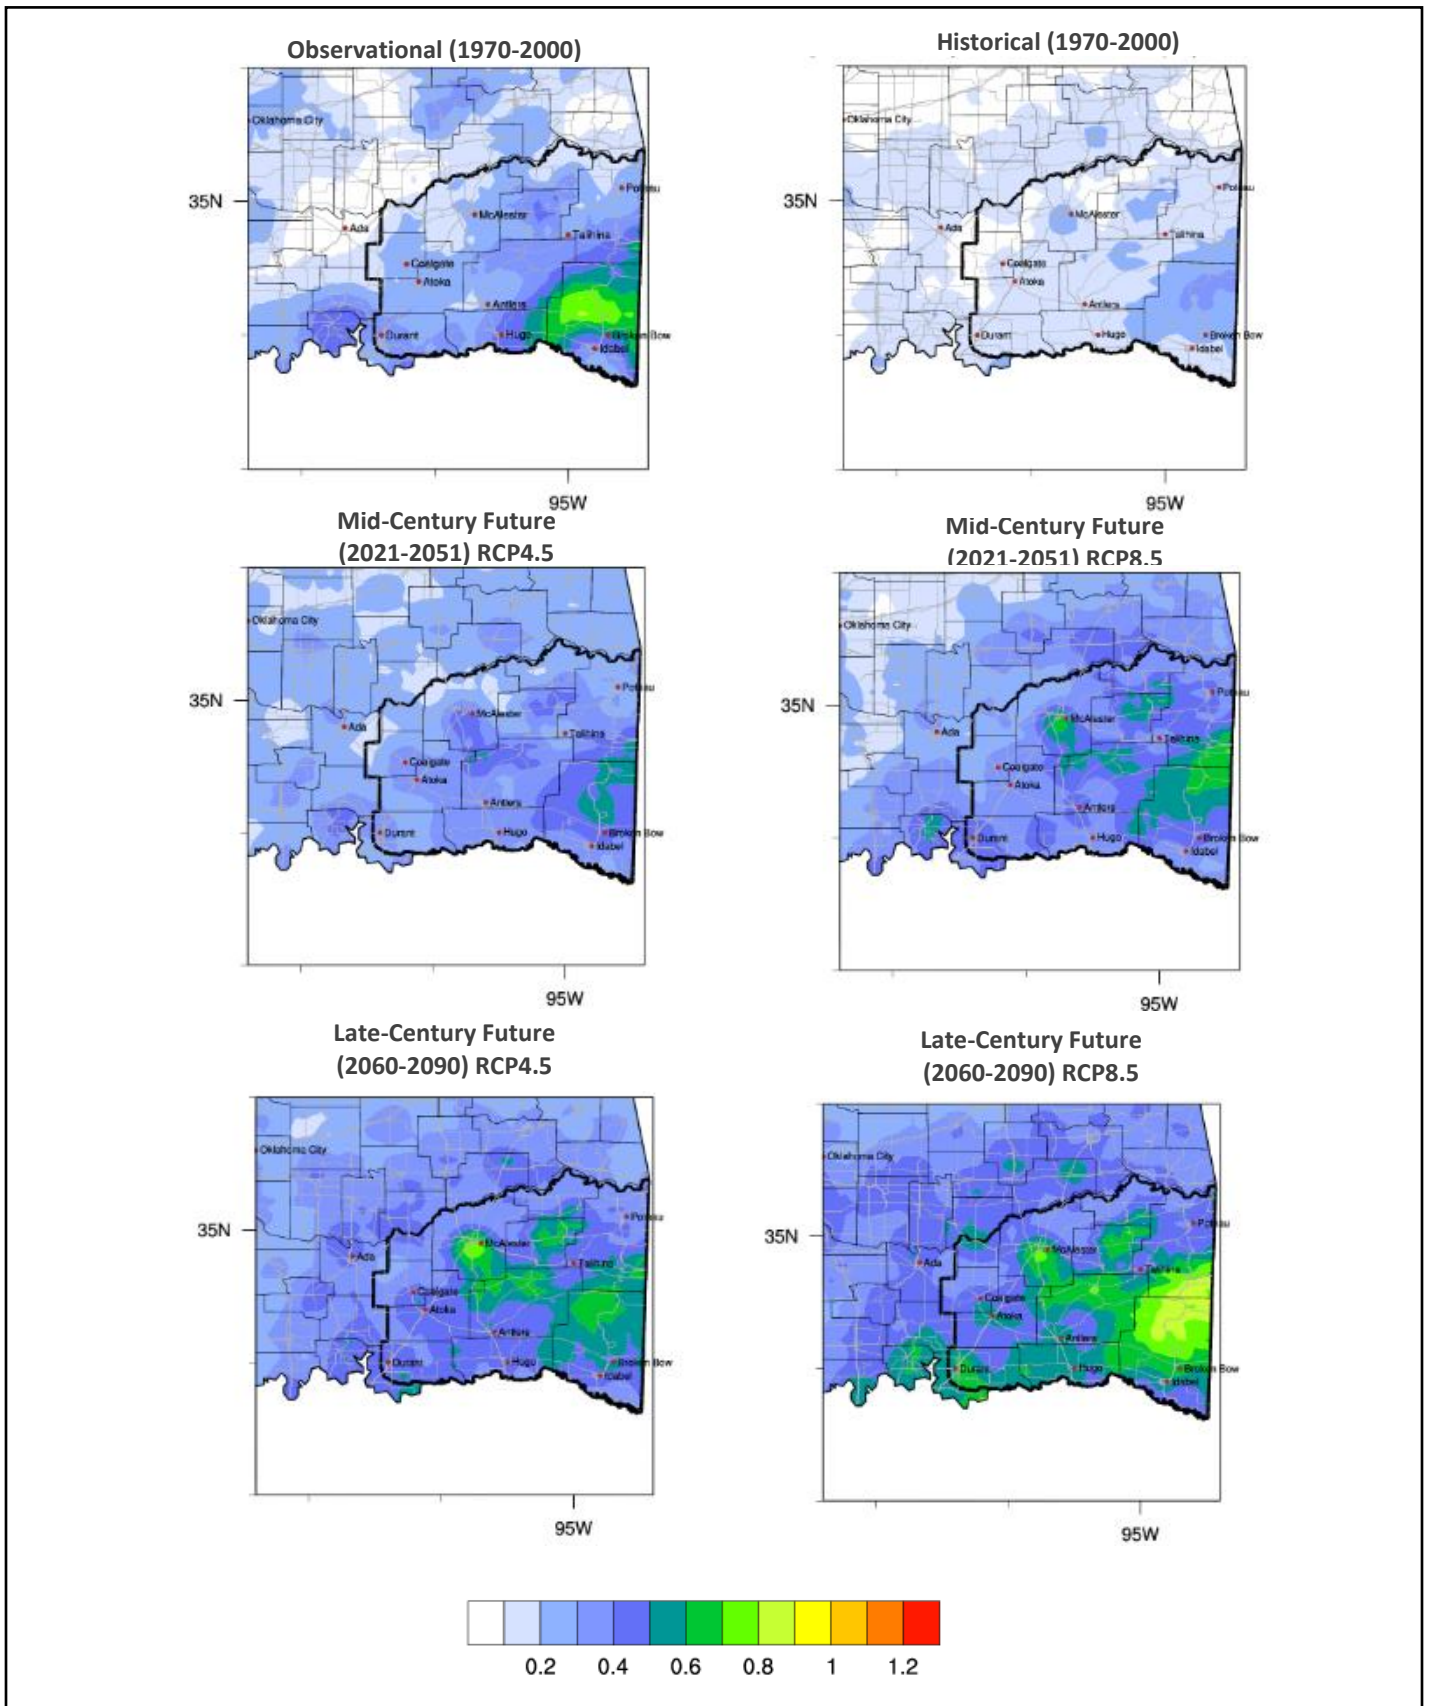 Observational (1970-2000)
Historical (1970-2000)
Oklahoma City
35N
Poteau
McAlester
Ada
Talihina
Coalgate
Atoka
Antlers
Durant
Hugo
Broken Bow
Idabel
95W
Oklahoma City
35N
Poteau
McAlester
Ada
Talihina
Coalgate
Atoka
Antlers
Durant
Hugo
Broken Bow
Idabel
95W
Mid-Century Future
(2021-2051) RCP4.5
Mid-Century Future
(2021-2051) RCP8.5
Oklahoma City
35N
Poteau
McAlester
Ada
Talihina
Coalgate
Atoka
Antlers
Durant
Hugo
Broken Bow
Idabel
95W
Oklahoma City
35N
Poteau
McAlester
Ada
Talihina
Coalgate
Atoka
Antlers
Durant
Hugo
Broken Bow
Idabel
95W
Late-Century Future
(2060-2090) RCP4.5
Late-Century Future
(2060-2090) RCP8.5
Oklahoma City
35N
Poteau
McAlester
Ada
Talihina
Coalgate
Atoka
Antlers
Durant
Hugo
Broken Bow
Idabel
95W
Oklahoma City
35N
Poteau
McAlester
Ada
Talihina
Coalgate
Atoka
Antlers
Durant
Hugo
Broken Bow
Idabel
95W
0.2 0.4 0.6 0.8 1 1.2